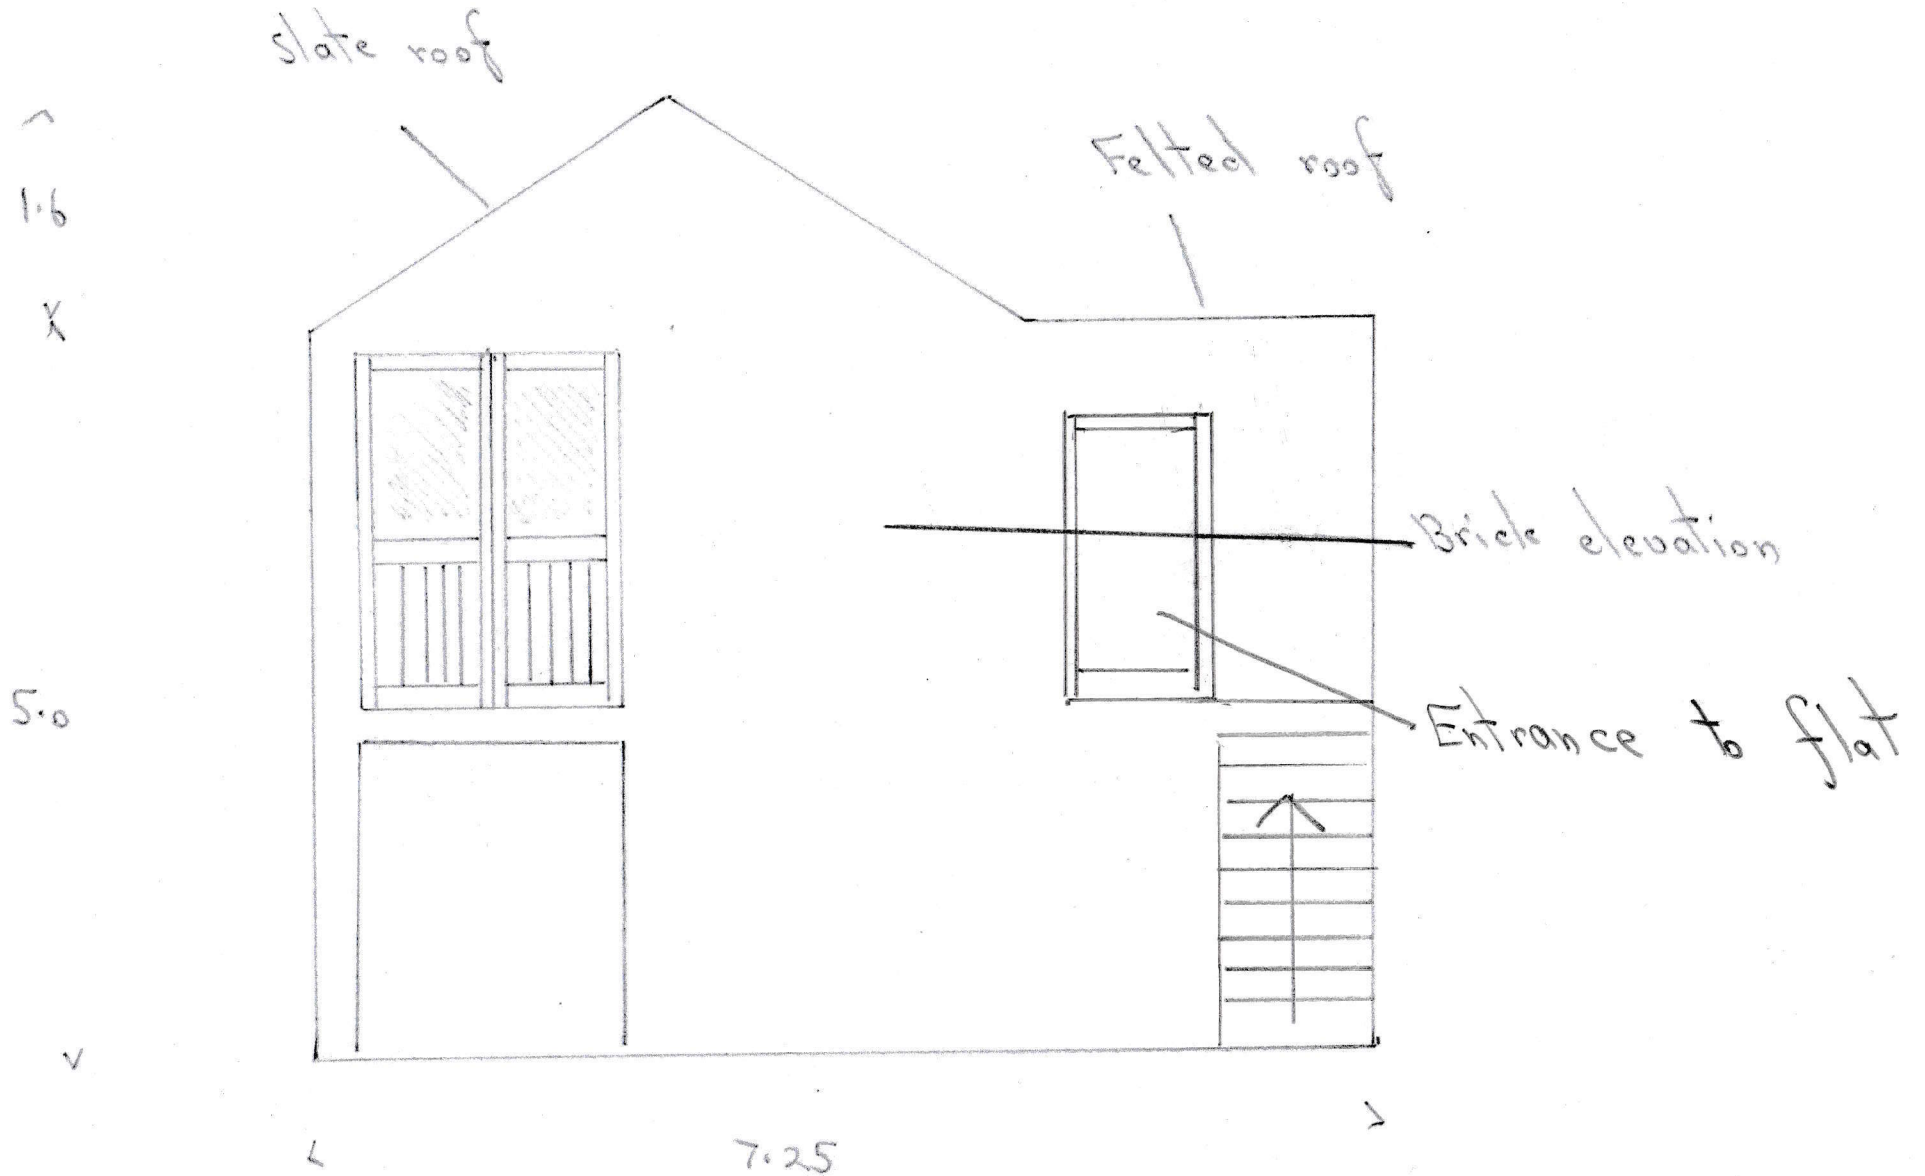 Slate roof
Felted roof
1.6
Brick elevation
5.0
Entrance to flat
7.25